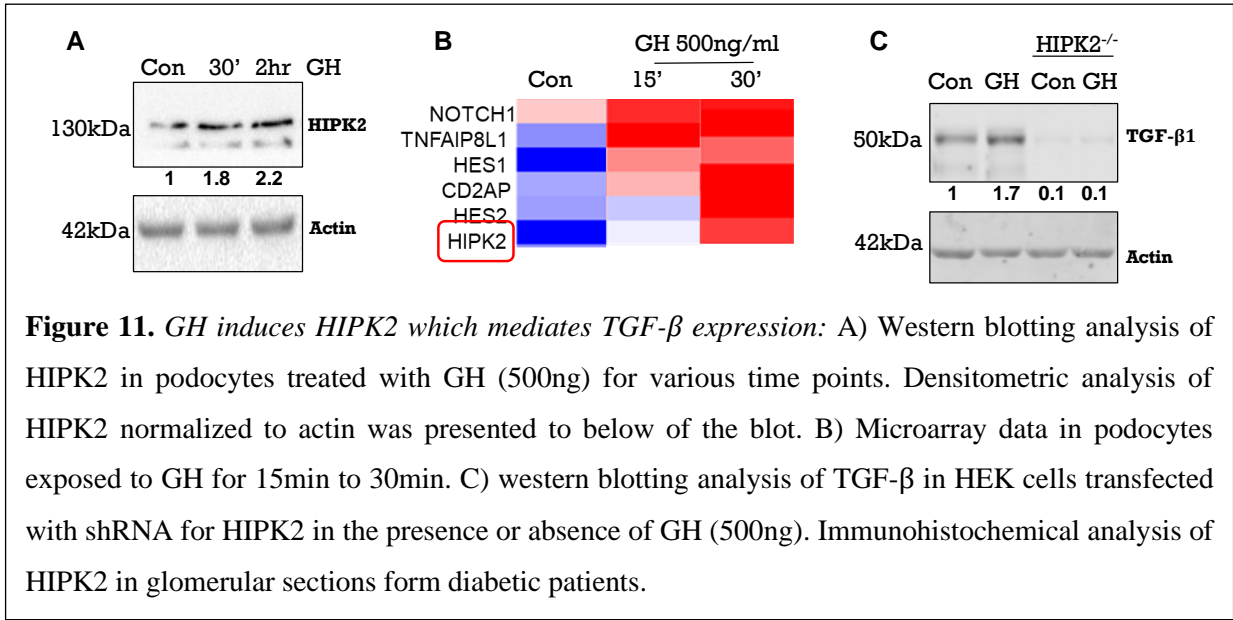 A
Con 30' 2hr GH
130kDa
HIPK2
1 1.8 2.2
42kDa
Actin
B
GH 500ng/ml
Con 15' 30'
NOTCH1
TNFAIP8L1
HES1
CD2AP
HES2
HIPK2
C
HIPK2-/-
Con GH Con GH
50kDa
TGF-β1
1 1.7 0.1 0.1
42kDa
Actin
Figure 11. GH induces HIPK2 which mediates TGF-β expression: A) Western blotting analysis of
HIPK2 in podocytes treated with GH (500ng) for various time points. Densitometric analysis of
HIPK2 normalized to actin was presented to below of the blot. B) Microarray data in podocytes
exposed to GH for 15min to 30min. C) western blotting analysis of TGF-β in HEK cells transfected
with shRNA for HIPK2 in the presence or absence of GH (500ng). Immunohistochemical analysis of
HIPK2 in glomerular sections form diabetic patients.